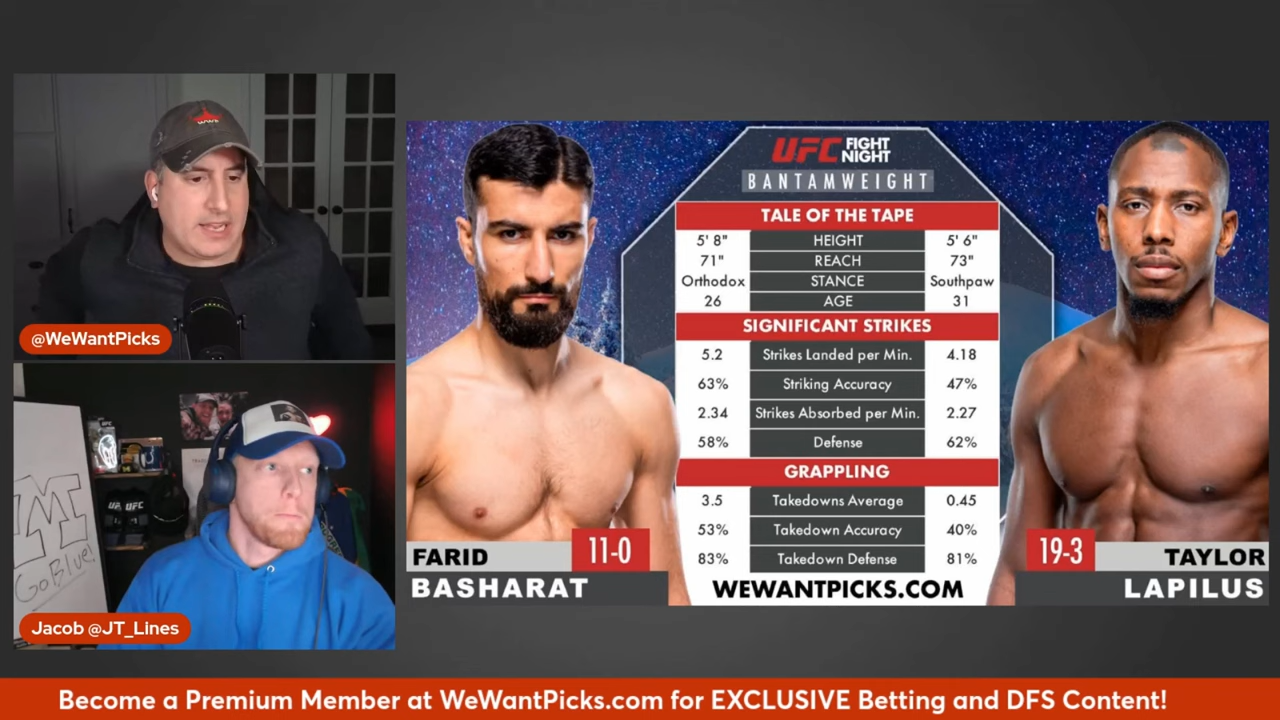 @WeWantPicks
M
Go Blue!
Jacob @JT_Lines
UFC FIGHT
NIGHT
BANTAMWEIGHT
TALE OF THE TAPE
5' 8" HEIGHT 5' 6"
71" REACH 73"
Orthodox STANCE Southpaw
26 AGE 31
SIGNIFICANT STRIKES
5.2 Strikes Landed per Min. 4.18
63% Striking Accuracy 47%
2.34 Strikes Absorbed per Min. 2.27
58% Defense 62%
GRAPPLING
3.5 Takedowns Average 0.45
53% Takedown Accuracy 40%
83% Takedown Defense 81%
FARID 11-0
BASHARAT
WEWANTPICKS.COM
19-3 TAYLOR
LAPILUS
Become a Premium Member at WeWantPicks.com for EXCLUSIVE Betting and DFS Content!